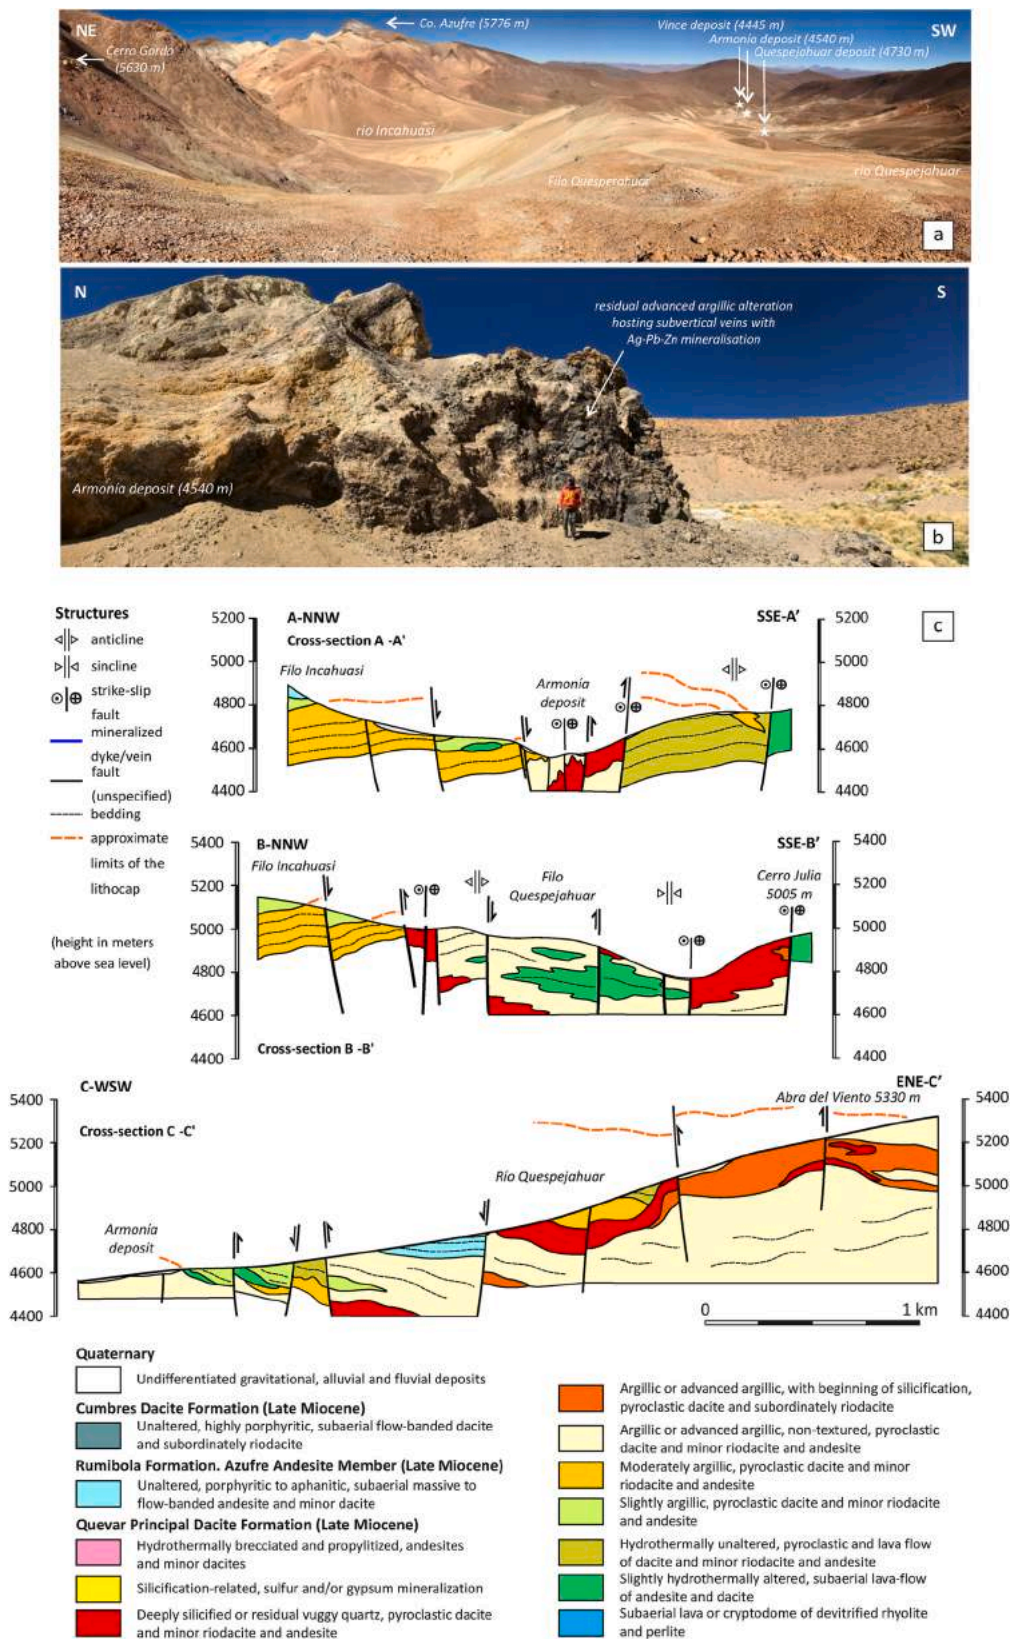 NE
Co. Azufre (5776 m)
Vince deposit (4445 m)
Armonía deposit (4540 m)
Quespejahuar deposit (4730 m)
SW
Cerro Gordo
(5630 m)
río Incahuasi
Filo Quesperahuar
río Quespejahuar
a
N
S
residual advanced argillic alteration
hosting subvertical veins with
Ag-Pb-Zn mineralisation
Armonía deposit (4540 m)
b
Structures
anticline
sincline
strike-slip
fault
mineralized
dyke/vein
fault
(unspecified)
bedding
approximate
limits of the
lithocap
(height in meters
above sea level)
c
A-NNW
SSE-A'
Cross-section A -A'
Filo Incahuasi
Armonía
deposit
5200
5000
4800
4600
4400
5200
5000
4800
4600
4400
B-NNW
SSE-B'
Filo Incahuasi
Filo
Quespejahuar
Cerro Julia
5005 m
5400
5200
5000
4800
4600
4400
5400
5200
5000
4800
4600
4400
Cross-section B -B'
C-WSW
ENE-C'
Abra del Viento 5330 m
Cross-section C -C'
Río Quespejahuar
Armonía
deposit
5400
5200
5000
4800
4600
4400
5400
5200
5000
4800
4600
4400
0
1 km
Quaternary
Undifferentiated gravitational, alluvial and fluvial deposits
Cumbres Dacite Formation (Late Miocene)
Unaltered, highly porphyritic, subaerial flow-banded dacite
and subordinately riodacite
Rumibola Formation. Azufre Andesite Member (Late Miocene)
Unaltered, porphyritic to aphanitic, subaerial massive to
flow-banded andesite and minor dacite
Quevar Principal Dacite Formation (Late Miocene)
Hydrothermally brecciated and propylitized, andesites
and minor dacites
Silicification-related, sulfur and/or gypsum mineralization
Deeply silicified or residual vuggy quartz, pyroclastic dacite
and minor riodacite and andesite
Argillic or advanced argillic, with beginning of silicification,
pyroclastic dacite and subordinately riodacite
Argillic or advanced argillic, non-textured, pyroclastic
dacite and minor riodacite and andesite
Moderately argillic, pyroclastic dacite and minor
riodacite and andesite
Slightly argillic, pyroclastic dacite and minor riodacite
and andesite
Hydrothermally unaltered, pyroclastic and lava flow
of dacite and minor riodacite and andesite
Slightly hydrothermally altered, subaerial lava-flow
of andesite and dacite
Subaerial lava or cryptodome of devitrified rhyolite
and perlite